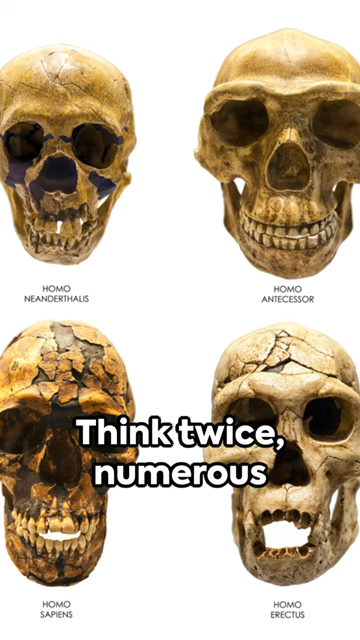 HOMO
NEANDERTHALIS
HOMO
ANTECESSOR
Think twice,
numerous
HOMO
SAPIENS
HOMO
ERECTUS